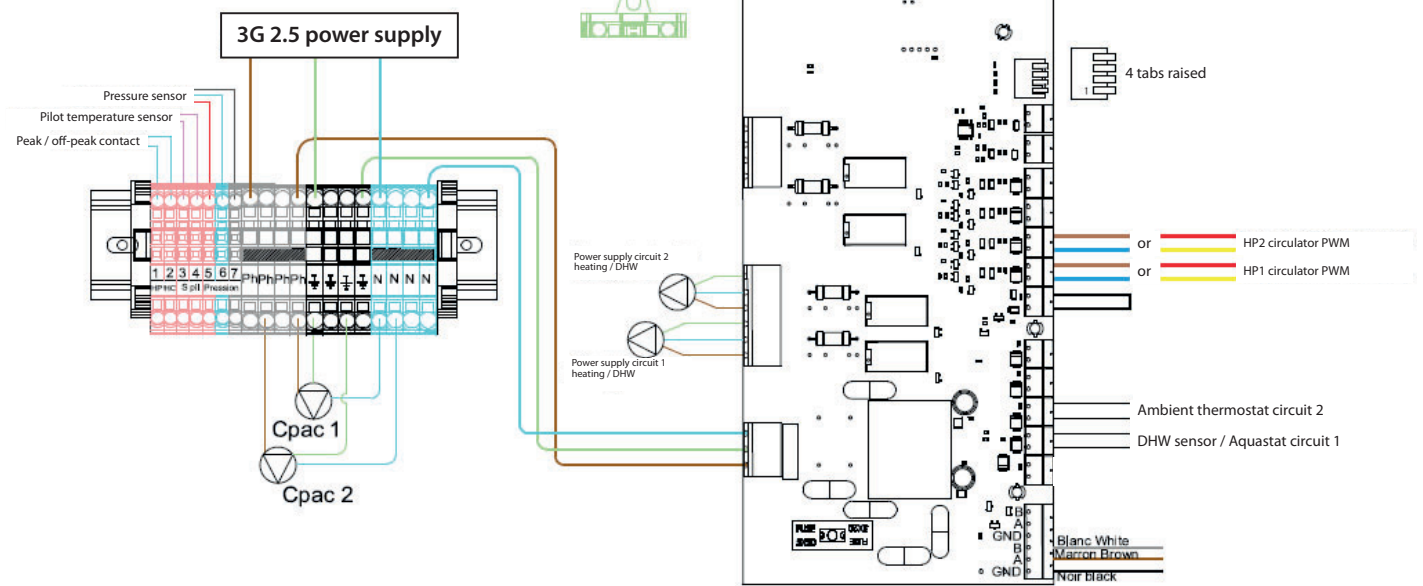 3G 2.5 power supply
4 tabs raised
1
Pressure sensor
Pilot temperature sensor
Peak / off-peak contact
1 2 3 4 5 6 7
HPHC Split Pression
Ph Ph Ph Ph
N N N N
Cpac 1
Cpac 2
Power supply circuit 2
heating / DHW
Power supply circuit 1
heating / DHW
or
HP2 circulator PWM
or
HP1 circulator PWM
Ambient thermostat circuit 2
DHW sensor / Aquastat circuit 1
B
A
GND
B
A
GND
Blanc White
Marron Brown
Noir black